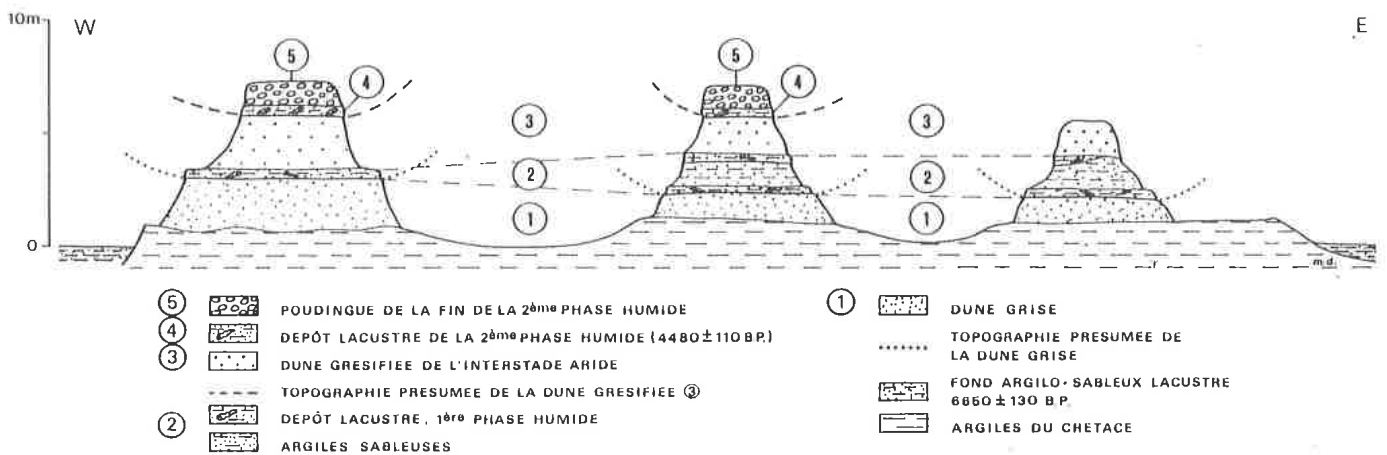 10m W E
5 5
4 4
3 3
2 2
1 1
0
m.d.
5 POUDINGUE DE LA FIN DE LA 2ème PHASE HUMIDE
4 DEPÔT LACUSTRE DE LA 2ème PHASE HUMIDE (4480±110 B.P.)
3 DUNE GRESIFIEE DE L'INTERSTADE ARIDE
TOPOGRAPHIE PRESUMEE DE LA DUNE GRESIFIEE 3
2 DEPÔT LACUSTRE, 1ère PHASE HUMIDE
ARGILES SABLEUSES
1 DUNE GRISE
TOPOGRAPHIE PRESUMEE DE
LA DUNE GRISE
FOND ARGILO-SABLEUX LACUSTRE
6650±130 B.P.
ARGILES DU CHETACE